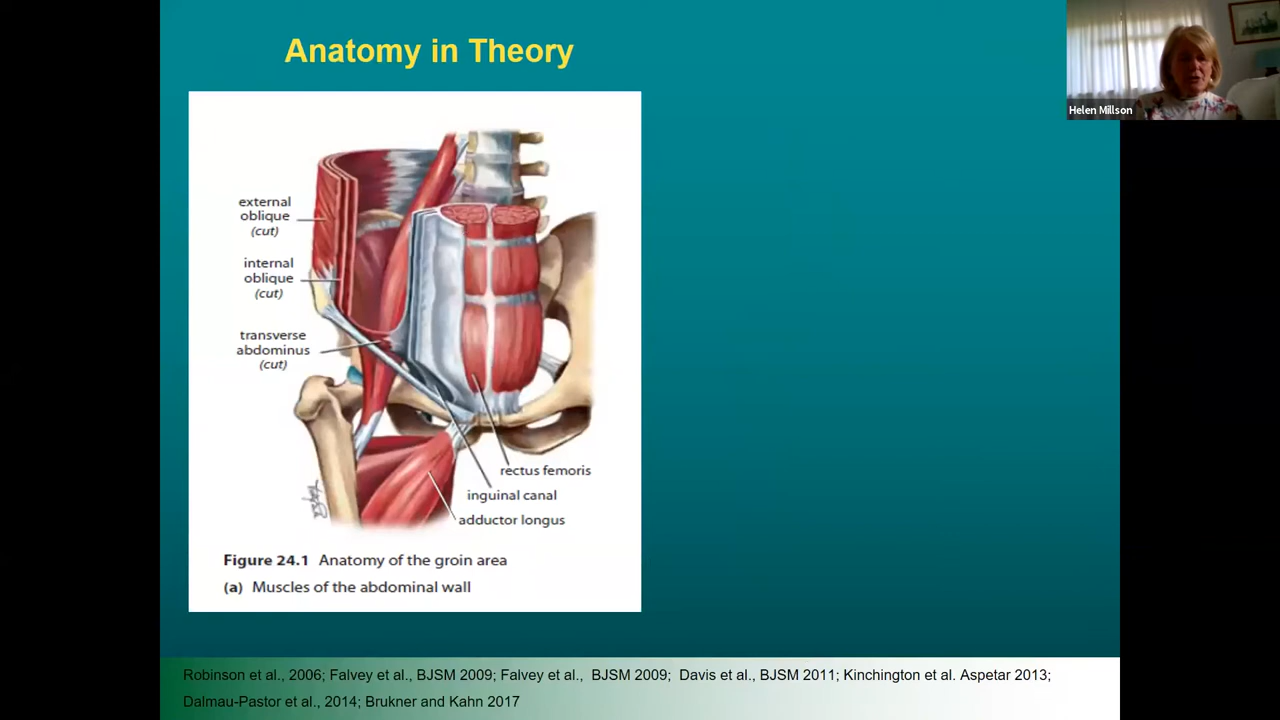 Anatomy in Theory
Helen Millson
external
oblique
(cut)
internal
oblique
(cut)
transverse
abdominus
(cut)
rectus femoris
inguinal canal
adductor longus
Figure 24.1 Anatomy of the groin area
(a) Muscles of the abdominal wall
Robinson et al., 2006; Falvey et al., BJSM 2009; Falvey et al., BJSM 2009; Davis et al., BJSM 2011; Kinchington et al. Aspetar 2013;
Dalmau-Pastor et al., 2014; Brukner and Kahn 2017